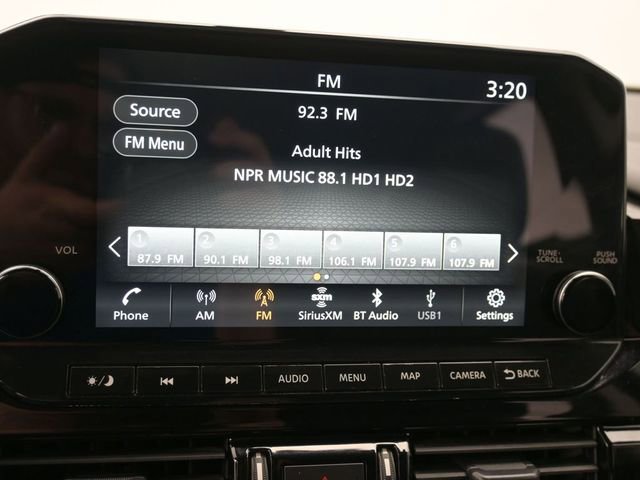 FM
3:20
Source
92.3 FM
FM Menu
Adult Hits
NPR MUSIC 88.1 HD1 HD2
VOL
TUNE·SCROLL
PUSH SOUND
1 2 3 4 5 6
87.9 FM 90.1 FM 98.1 FM 106.1 FM 107.9 FM 107.9 FM
sxm
Phone AM FM SiriusXM BT Audio USB1 Settings
AUDIO MENU MAP CAMERA BACK